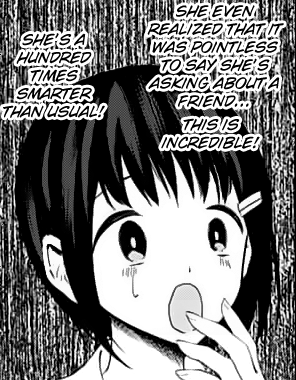 SHE EVEN
REALIZED THAT IT
WAS POINTLESS
TO SAY SHE'S
ASKING ABOUT A
FRIEND...
THIS IS
INCREDIBLE!
SHE'S A
HUNDRED
TIMES
SMARTER
THAN USUAL!